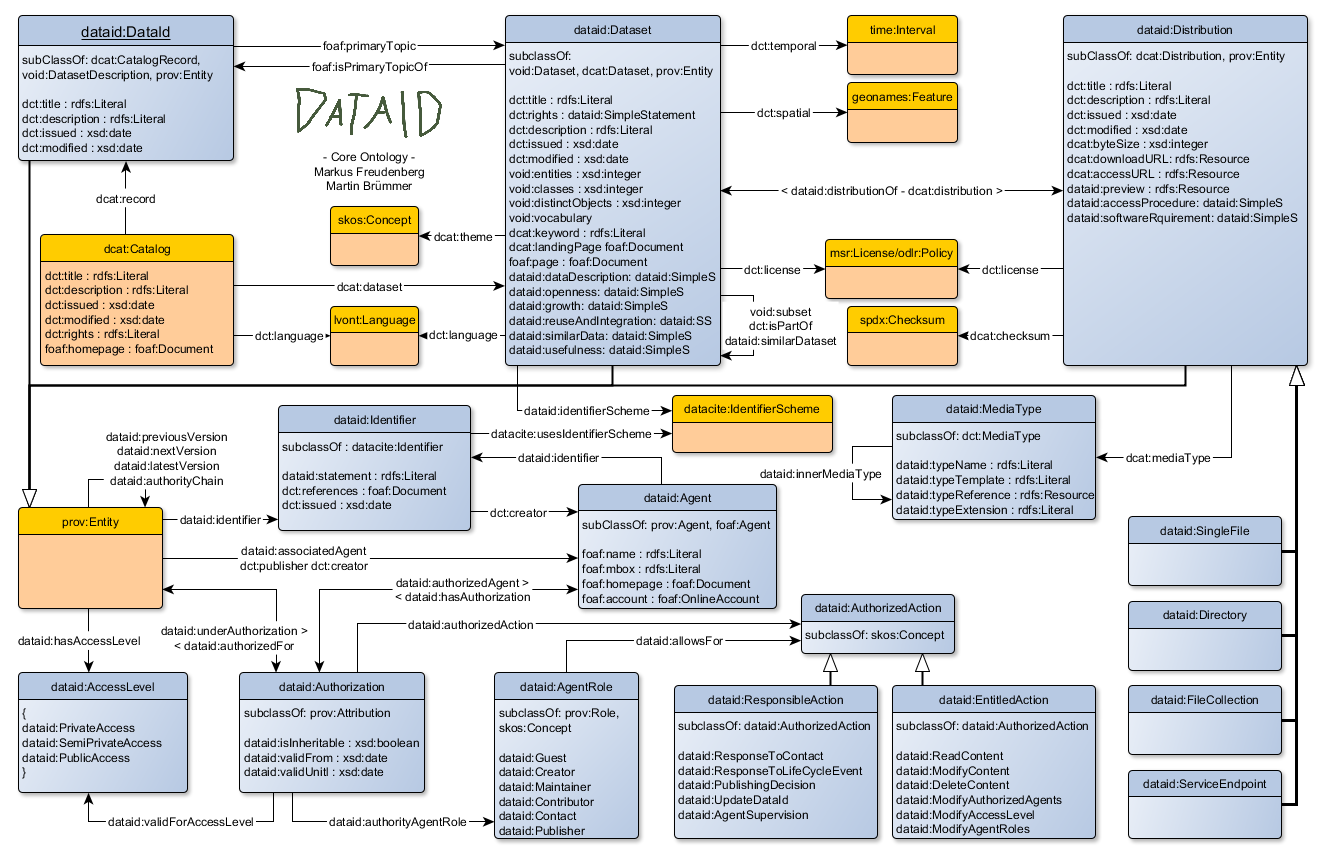 dataid:DataId
subClassOf: dcat:CatalogRecord,
void:DatasetDescription, prov:Entity
dct:title : rdfs:Literal
dct:description : rdfs:Literal
dct:issued : xsd:date
dct:modified : xsd:date
foaf:primaryTopic
foaf:isPrimaryTopicOf
DATAID
- Core Ontology -
Markus Freudenberg
Martin Brümmer
dataid:Dataset
subclassOf:
void:Dataset, dcat:Dataset, prov:Entity
dct:title : rdfs:Literal
dct:rights : dataid:SimpleStatement
dct:description : rdfs:Literal
dct:issued : xsd:date
dct:modified : xsd:date
void:entities : xsd:integer
void:classes : xsd:integer
void:distinctObjects : xsd:integer
void:vocabulary
dcat:keyword : rdfs:Literal
dcat:landingPage foaf:Document
foaf:page : foaf:Document
dataid:dataDescription: dataid:SimpleS
dataid:openness: dataid:SimpleS
dataid:growth: dataid:SimpleS
dataid:reuseAndIntegration: dataid:SS
dataid:similarData: dataid:SimpleS
dataid:usefulness: dataid:SimpleS
dct:temporal
time:Interval
dct:spatial
geonames:Feature
< dataid:distributionOf - dcat:distribution >
dataid:Distribution
subClassOf: dcat:Distribution, prov:Entity
dct:title : rdfs:Literal
dct:description : rdfs:Literal
dct:issued : xsd:date
dct:modified : xsd:date
dcat:byteSize : xsd:integer
dcat:downloadURL: rdfs:Resource
dcat:accessURL : rdfs:Resource
dataid:preview : rdfs:Resource
dataid:accessProcedure: dataid:SimpleS
dataid:softwareRquirement: dataid:SimpleS
dcat:record
dcat:Catalog
dct:title : rdfs:Literal
dct:description : rdfs:Literal
dct:issued : xsd:date
dct:modified : xsd:date
dct:rights : rdfs:Literal
foaf:homepage : foaf:Document
skos:Concept
dcat:theme
dcat:dataset
dct:language
lvont:Language
dct:language
dct:license
msr:License/odlr:Policy
dct:license
void:subset
dct:isPartOf
dataid:similarDataset
spdx:Checksum
dcat:checksum
dataid:identifierScheme
datacite:IdentifierScheme
datacite:usesIdentifierScheme
dataid:identifier
dataid:Identifier
subclassOf : datacite:Identifier
dataid:statement : rdfs:Literal
dct:references : foaf:Document
dct:issued : xsd:date
dataid:MediaType
subclassOf: dct:MediaType
dataid:typeName : rdfs:Literal
dataid:typeTemplate : rdfs:Literal
dataid:typeReference : rdfs:Resource
dataid:typeExtension : rdfs:Literal
dataid:innerMediaType
dcat:mediaType
dataid:previousVersion
dataid:nextVersion
dataid:latestVersion
dataid:authorityChain
prov:Entity
dataid:identifier
dct:creator
dataid:Agent
subClassOf: prov:Agent, foaf:Agent
foaf:name : rdfs:Literal
foaf:mbox : rdfs:Literal
foaf:homepage : foaf:Document
foaf:account : foaf:OnlineAccount
dataid:associatedAgent
dct:publisher dct:creator
dataid:authorizedAgent >
< dataid:hasAuthorization
dataid:hasAccessLevel
dataid:underAuthorization >
< dataid:authorizedFor
dataid:authorizedAction
dataid:allowsFor
dataid:AuthorizedAction
subclassOf: skos:Concept
dataid:SingleFile
dataid:Directory
dataid:FileCollection
dataid:ServiceEndpoint
dataid:AccessLevel
{
dataid:PrivateAccess
dataid:SemiPrivateAccess
dataid:PublicAccess
}
dataid:Authorization
subclassOf: prov:Attribution
dataid:isInheritable : xsd:boolean
dataid:validFrom : xsd:date
dataid:validUnitl : xsd:date
dataid:AgentRole
subclassOf: prov:Role,
skos:Concept
dataid:Guest
dataid:Creator
dataid:Maintainer
dataid:Contributor
dataid:Contact
dataid:Publisher
dataid:ResponsibleAction
subClassOf: dataid:AuthorizedAction
dataid:ResponseToContact
dataid:ResponseToLifeCycleEvent
dataid:PublishingDecision
dataid:UpdateDataId
dataid:AgentSupervision
dataid:EntitledAction
subClassOf: dataid:AuthorizedAction
dataid:ReadContent
dataid:ModifyContent
dataid:DeleteContent
dataid:ModifyAuthorizedAgents
dataid:ModifyAccessLevel
dataid:ModifyAgentRoles
dataid:validForAccessLevel
dataid:authorityAgentRole